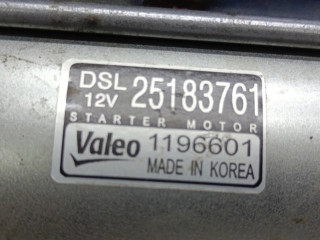 DSL 25183761
12V
STARTER MOTOR
Valeo 1196601
MADE IN KOREA